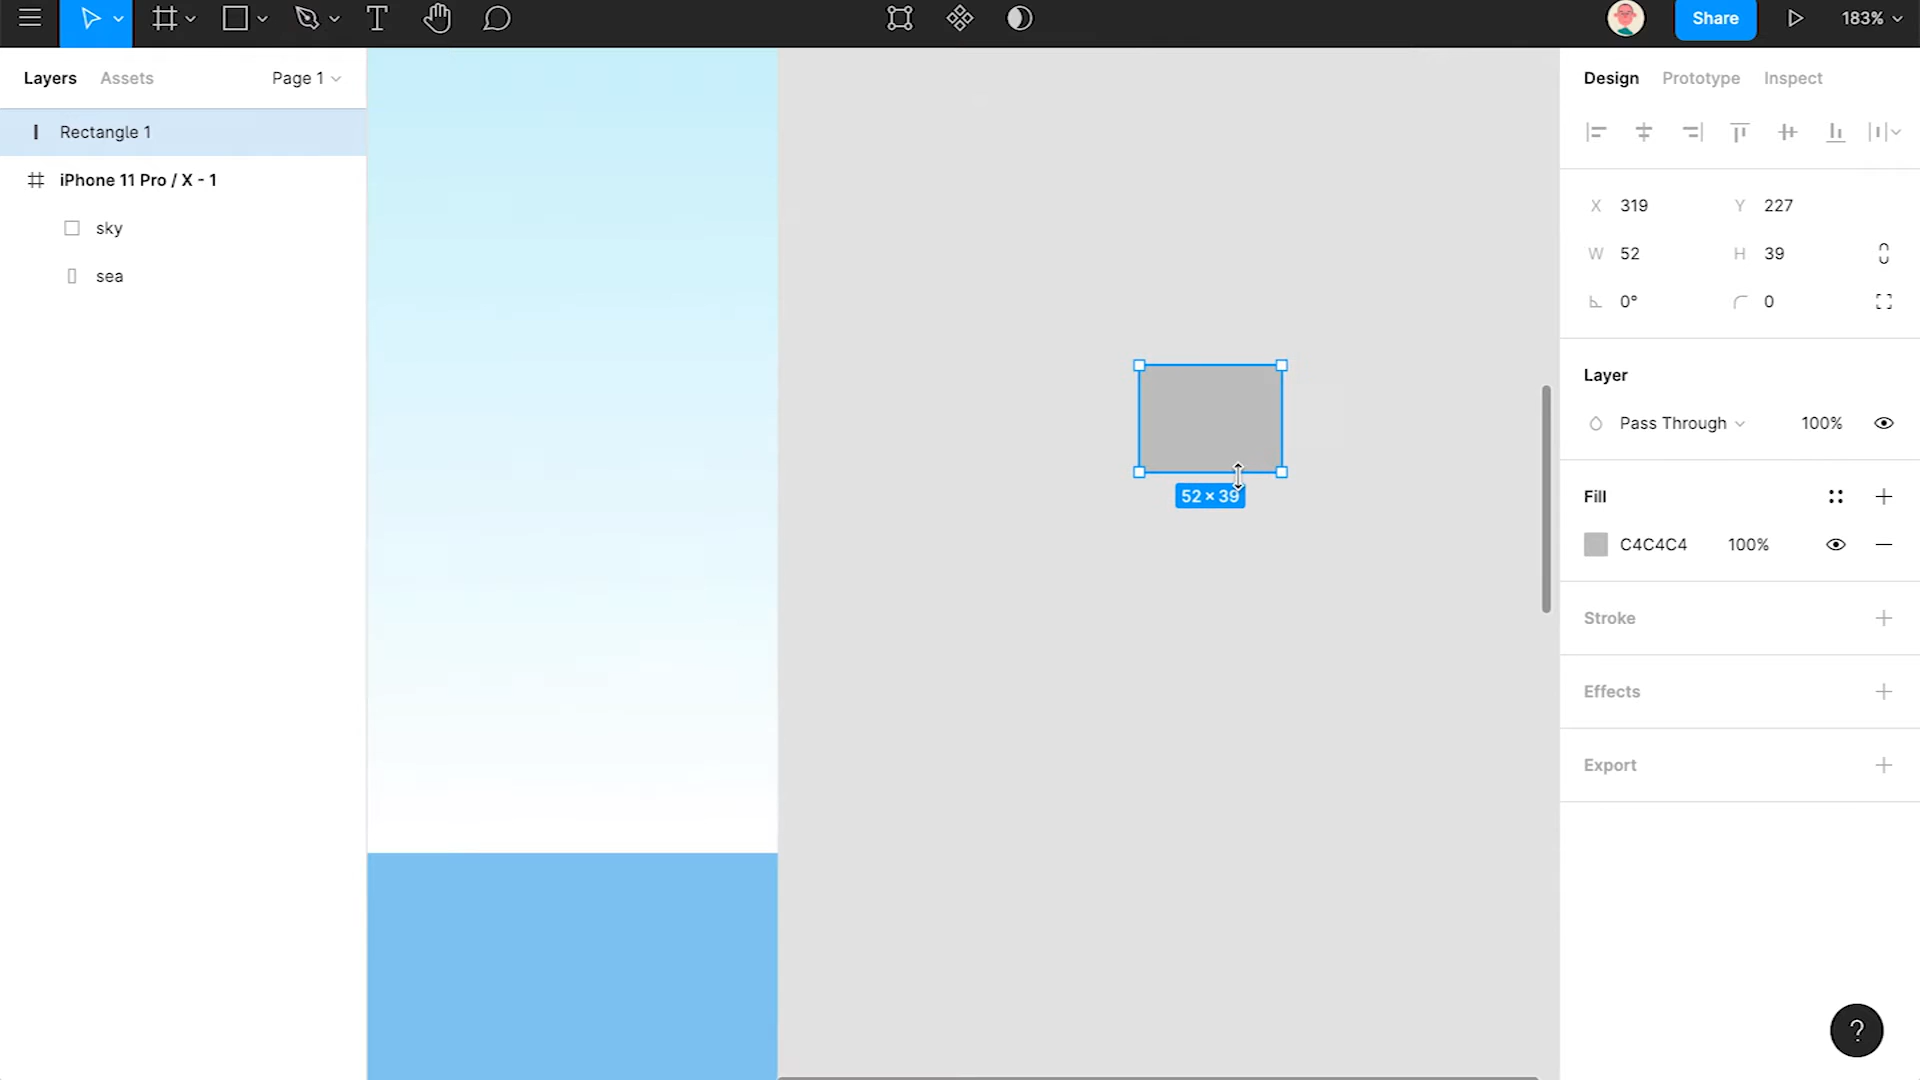 Share
183%
Layers
Assets
Page 1
Design
Prototype
Inspect
Rectangle 1
iPhone 11 Pro / X - 1
sky
sea
X 319
Y 227
W 52
H 39
0°
0
Layer
Pass Through
100%
52 × 39
Fill
C4C4C4
100%
Stroke
Effects
Export
?